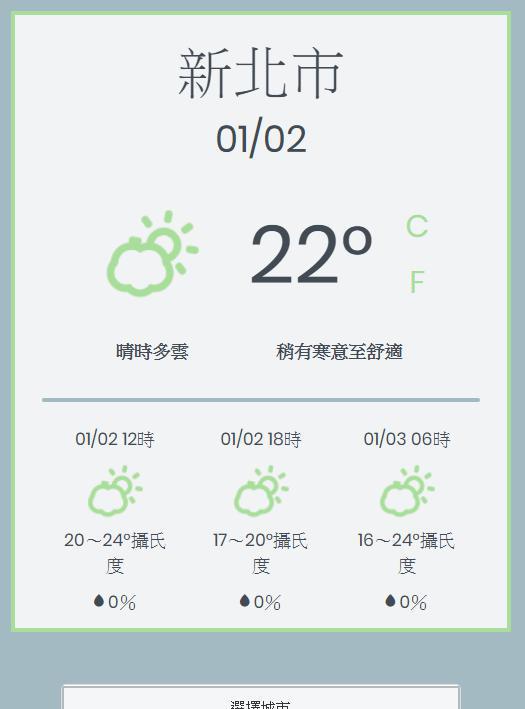 新北市
01/02
22°
C
F
晴時多雲
稍有寒意至舒適
01/02 12時
01/02 18時
01/03 06時
20～24°攝氏
度
17～20°攝氏
度
16～24°攝氏
度
0%
0%
0%
選擇城市